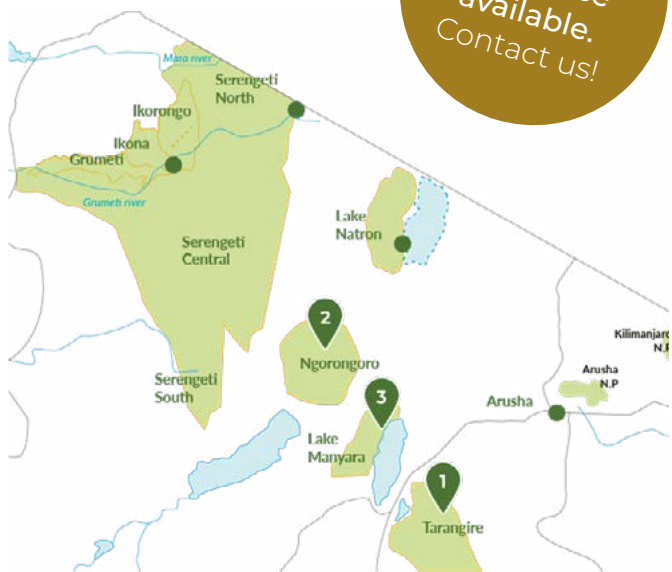 available.
Contact us!
Mara river
Serengeti
North
Ikorongo
Ikona
Grumeti
Grumeti river
Lake
Natron
Serengeti
Central
2
Ngorongoro
Kilimanjaro
N.P
Arusha
N.P
Serengeti
South
3
Arusha
Lake
Manyara
1
Tarangire